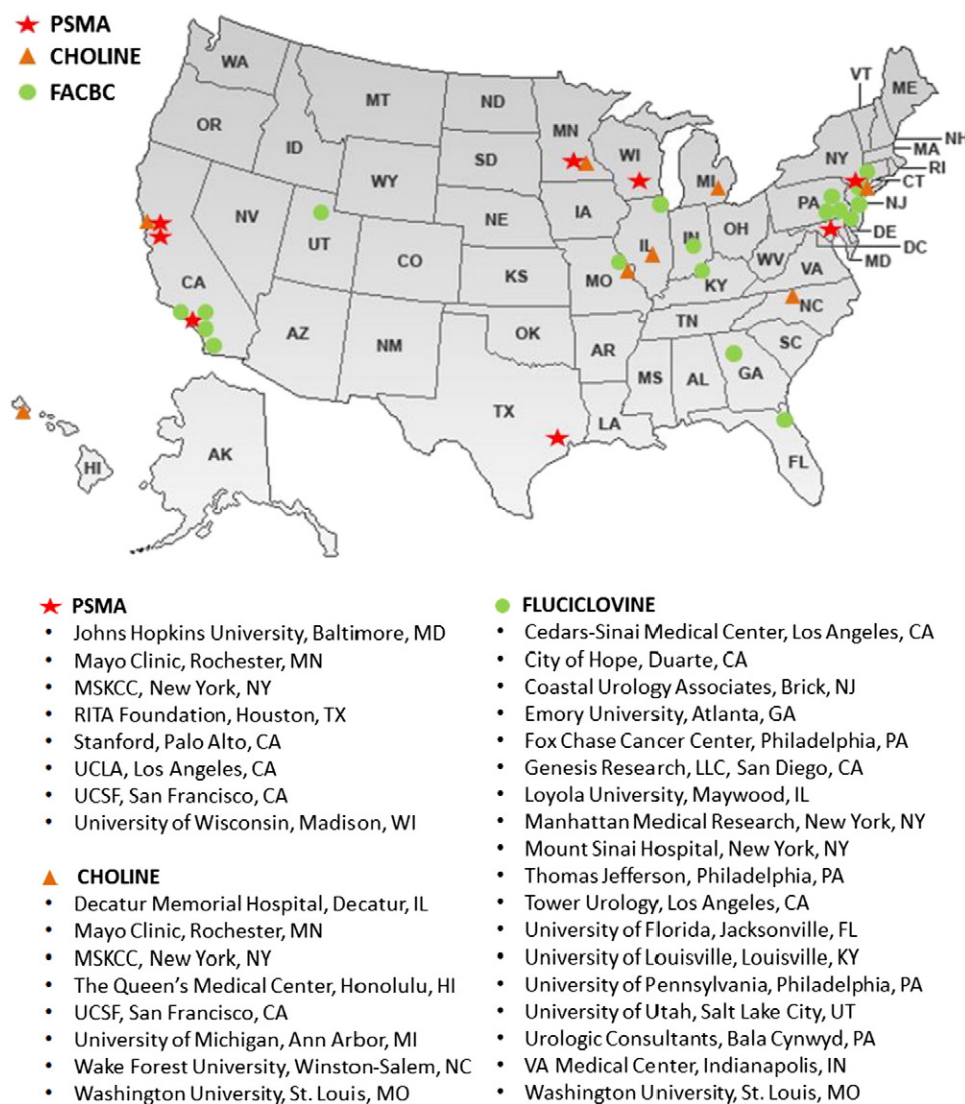 PSMA
CHOLINE
FACBC
WA
OR
ID
MT
ND
MN
SD
WI
MI
WY
NE
IA
NV
UT
CO
KS
MO
IL
IN
OH
KY
WV
VA
PA
NY
VT
ME
NH
MA
RI
CT
NJ
DE
DC
MD
CA
AZ
NM
OK
AR
TN
NC
SC
MS
AL
GA
TX
LA
FL
HI
AK
PSMA
• Johns Hopkins University, Baltimore, MD
• Mayo Clinic, Rochester, MN
• MSKCC, New York, NY
• RITA Foundation, Houston, TX
• Stanford, Palo Alto, CA
• UCLA, Los Angeles, CA
• UCSF, San Francisco, CA
• University of Wisconsin, Madison, WI
CHOLINE
• Decatur Memorial Hospital, Decatur, IL
• Mayo Clinic, Rochester, MN
• MSKCC, New York, NY
• The Queen's Medical Center, Honolulu, HI
• UCSF, San Francisco, CA
• University of Michigan, Ann Arbor, MI
• Wake Forest University, Winston-Salem, NC
• Washington University, St. Louis, MO
FLUCICLOVINE
• Cedars-Sinai Medical Center, Los Angeles, CA
• City of Hope, Duarte, CA
• Coastal Urology Associates, Brick, NJ
• Emory University, Atlanta, GA
• Fox Chase Cancer Center, Philadelphia, PA
• Genesis Research, LLC, San Diego, CA
• Loyola University, Maywood, IL
• Manhattan Medical Research, New York, NY
• Mount Sinai Hospital, New York, NY
• Thomas Jefferson, Philadelphia, PA
• Tower Urology, Los Angeles, CA
• University of Florida, Jacksonville, FL
• University of Louisville, Louisville, KY
• University of Pennsylvania, Philadelphia, PA
• University of Utah, Salt Lake City, UT
• Urologic Consultants, Bala Cynwyd, PA
• VA Medical Center, Indianapolis, IN
• Washington University, St. Louis, MO